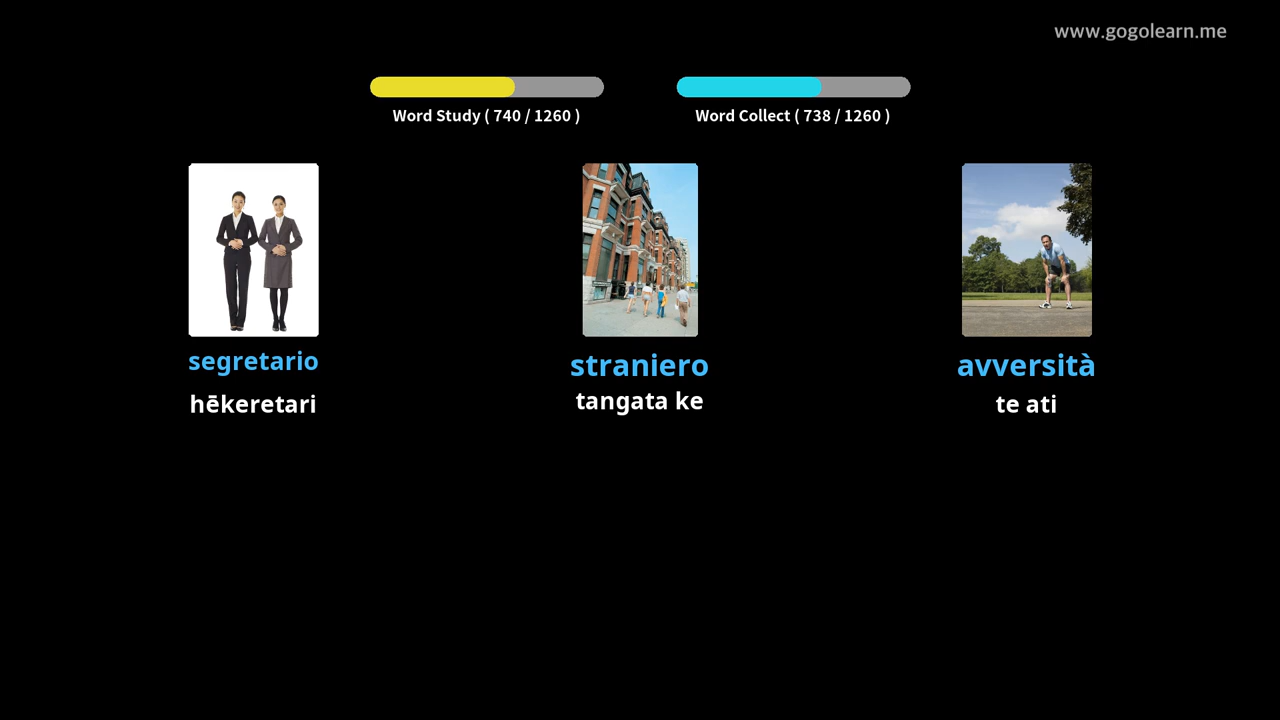 www.gogolearn.me
Word Study ( 740 / 1260 )
Word Collect ( 738 / 1260 )
segretario
straniero
avversità
hēkeretari
tangata ke
te ati